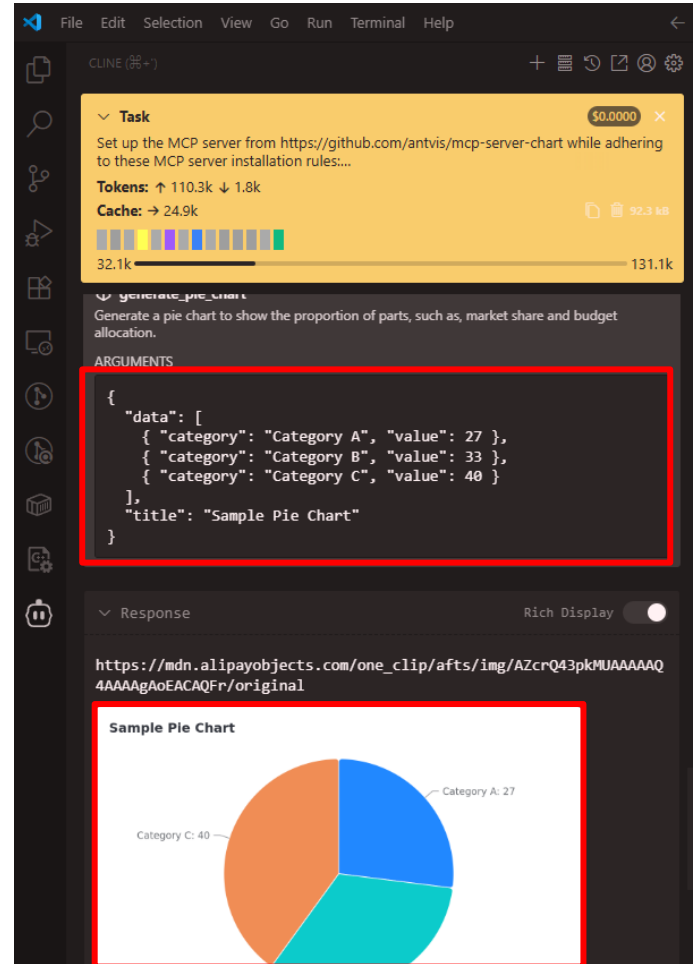 File Edit Selection View Go Run Terminal Help
CLINE (⌘+')
Task
$0.0000
Set up the MCP server from https://github.com/antvis/mcp-server-chart while adhering
to these MCP server installation rules:...
Tokens: ↑ 110.3k ↓ 1.8k
Cache: → 24.9k
92.3 kB
32.1k
131.1k
generate_pie_chart
Generate a pie chart to show the proportion of parts, such as, market share and budget
allocation.
ARGUMENTS
{
"data": [
{ "category": "Category A", "value": 27 },
{ "category": "Category B", "value": 33 },
{ "category": "Category C", "value": 40 }
],
"title": "Sample Pie Chart"
}
Response
Rich Display
https://mdn.alipayobjects.com/one_clip/afts/img/AZcrQ43pkMUAAAAAQ
4AAAAgAoEACAQFr/original
Sample Pie Chart
Category A: 27
Category C: 40